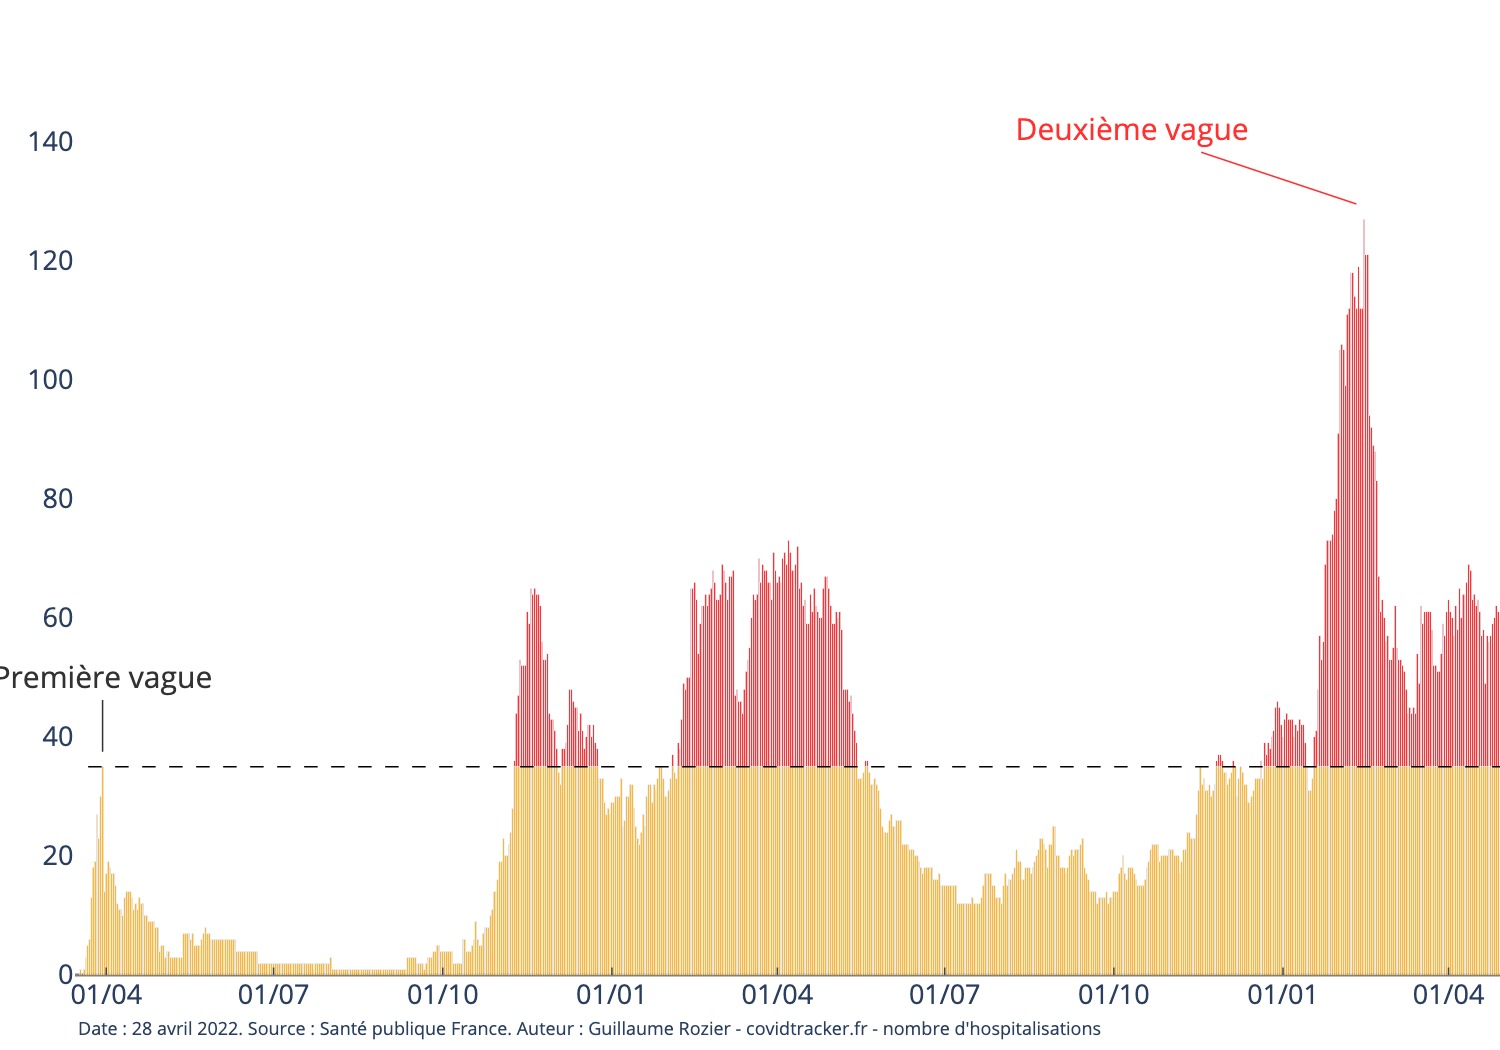 Deuxième vague
140
120
100
80
60
Première vague
40
20
0
01/04 01/07 01/10 01/01 01/04 01/07 01/10 01/01 01/04
Date : 28 avril 2022. Source : Santé publique France. Auteur : Guillaume Rozier - covidtracker.fr - nombre d'hospitalisations